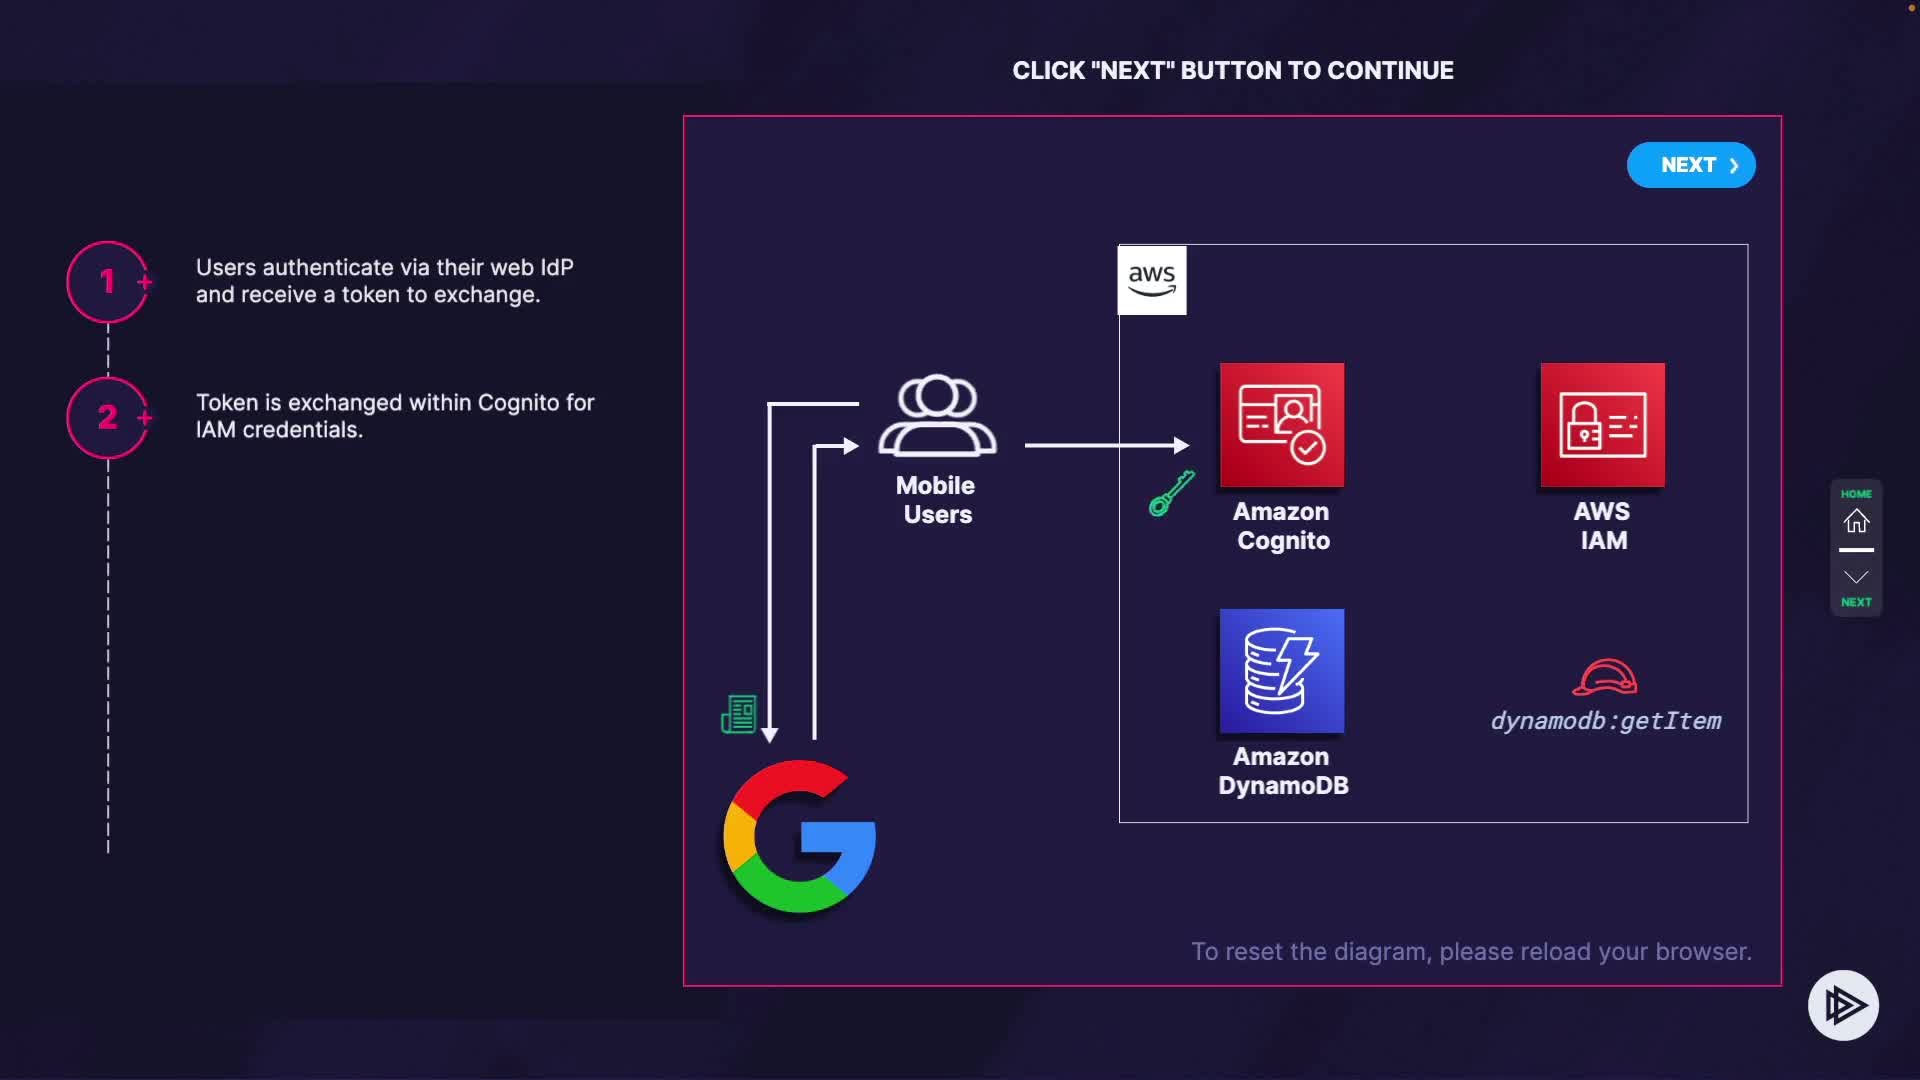 CLICK "NEXT" BUTTON TO CONTINUE
NEXT
1
Users authenticate via their web IdP
and receive a token to exchange.
2
Token is exchanged within Cognito for
IAM credentials.
aws
Mobile
Users
Amazon
Cognito
AWS
IAM
Amazon
DynamoDB
dynamodb:getItem
To reset the diagram, please reload your browser.
HOME
NEXT